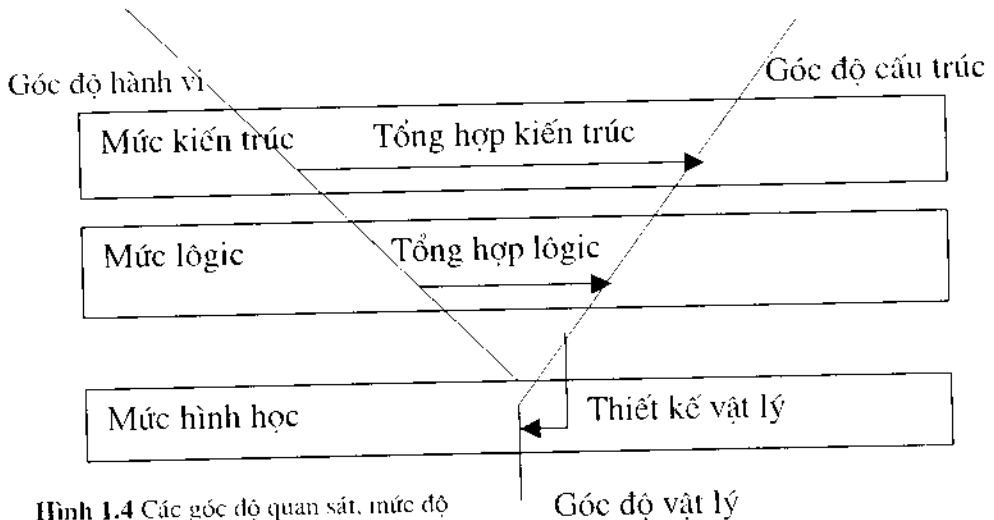 Góc độ hành vi
Góc độ cấu trúc
Mức kiến trúc
Tổng hợp kiến trúc
Mức lôgic
Tổng hợp lôgic
Mức hình học
Thiết kế vật lý
Hình 1.4 Các góc độ quan sát, mức độ
Góc độ vật lý